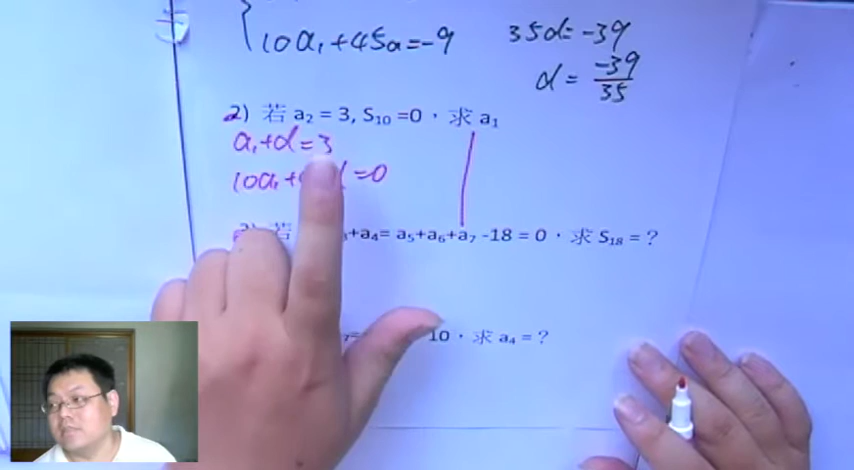 10a₁+45d=-9
35d=-39
d = -39/35
2) 若 a₂ = 3, S₁₀ =0，求 a₁
a₁+d=3
10a₁+ =0
+a₄= a₅+a₆+a₇ -18 = 0，求 S₁₈ = ?
10，求 a₄ = ?